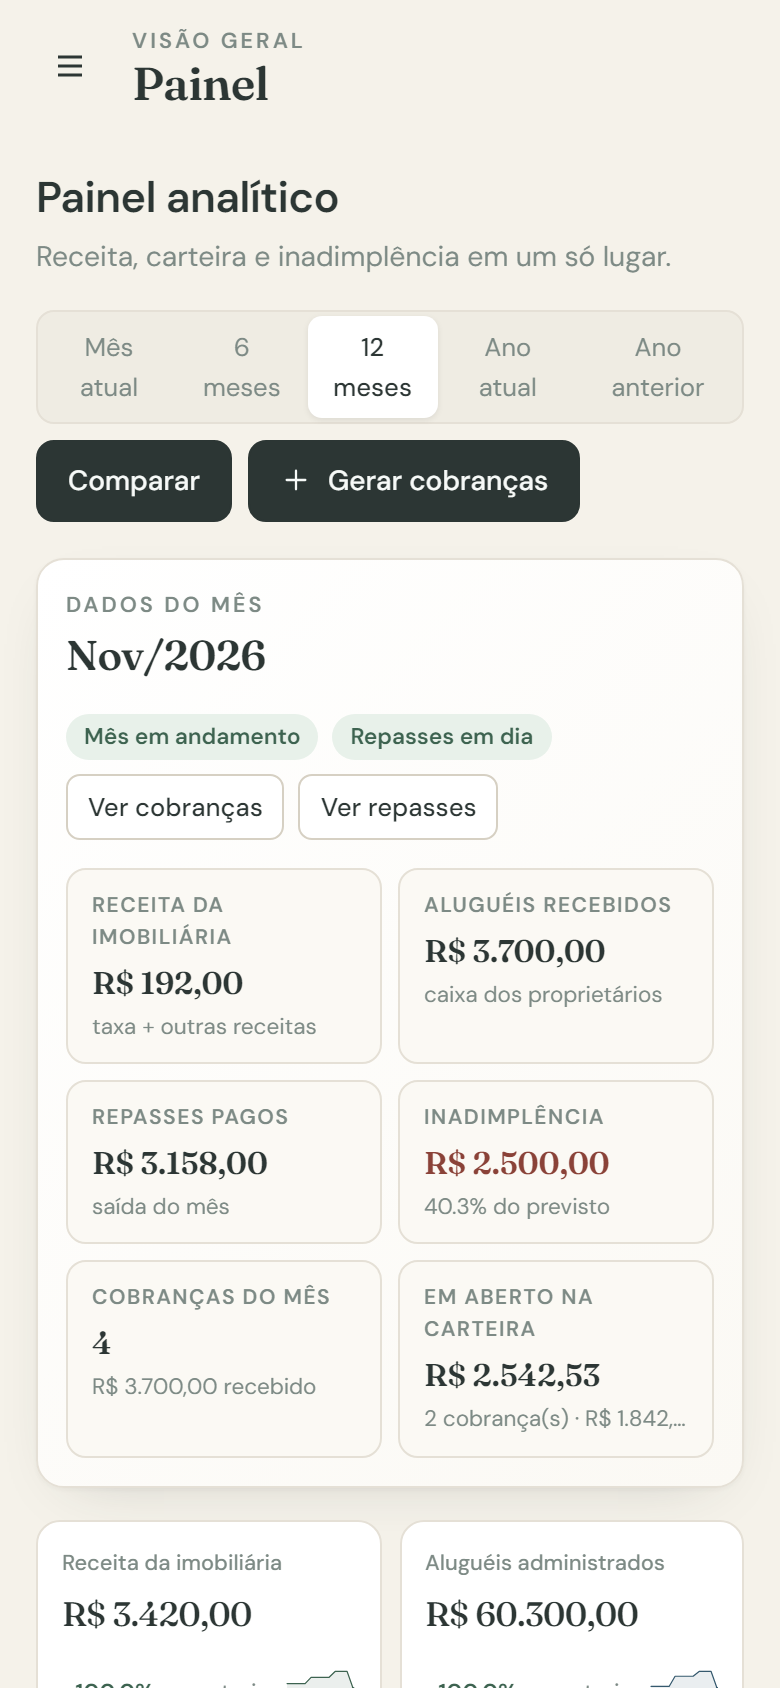 VISÃO GERAL
Painel
Painel analítico
Receita, carteira e inadimplência em um só lugar.
Mês atual
6 meses
12 meses
Ano atual
Ano anterior
Comparar
Gerar cobranças
DADOS DO MÊS
Nov/2026
Mês em andamento
Repasses em dia
Ver cobranças
Ver repasses
RECEITA DA
IMOBILIÁRIA
R$ 192,00
taxa + outras receitas
ALUGUÉIS RECEBIDOS
R$ 3.700,00
caixa dos proprietários
REPASSES PAGOS
R$ 3.158,00
saída do mês
INADIMPLÊNCIA
R$ 2.500,00
40.3% do previsto
COBRANÇAS DO MÊS
4
R$ 3.700,00 recebido
EM ABERTO NA
CARTEIRA
R$ 2.542,53
2 cobrança(s) · R$ 1.842,...
Receita da imobiliária
R$ 3.420,00
Aluguéis administrados
R$ 60.300,00